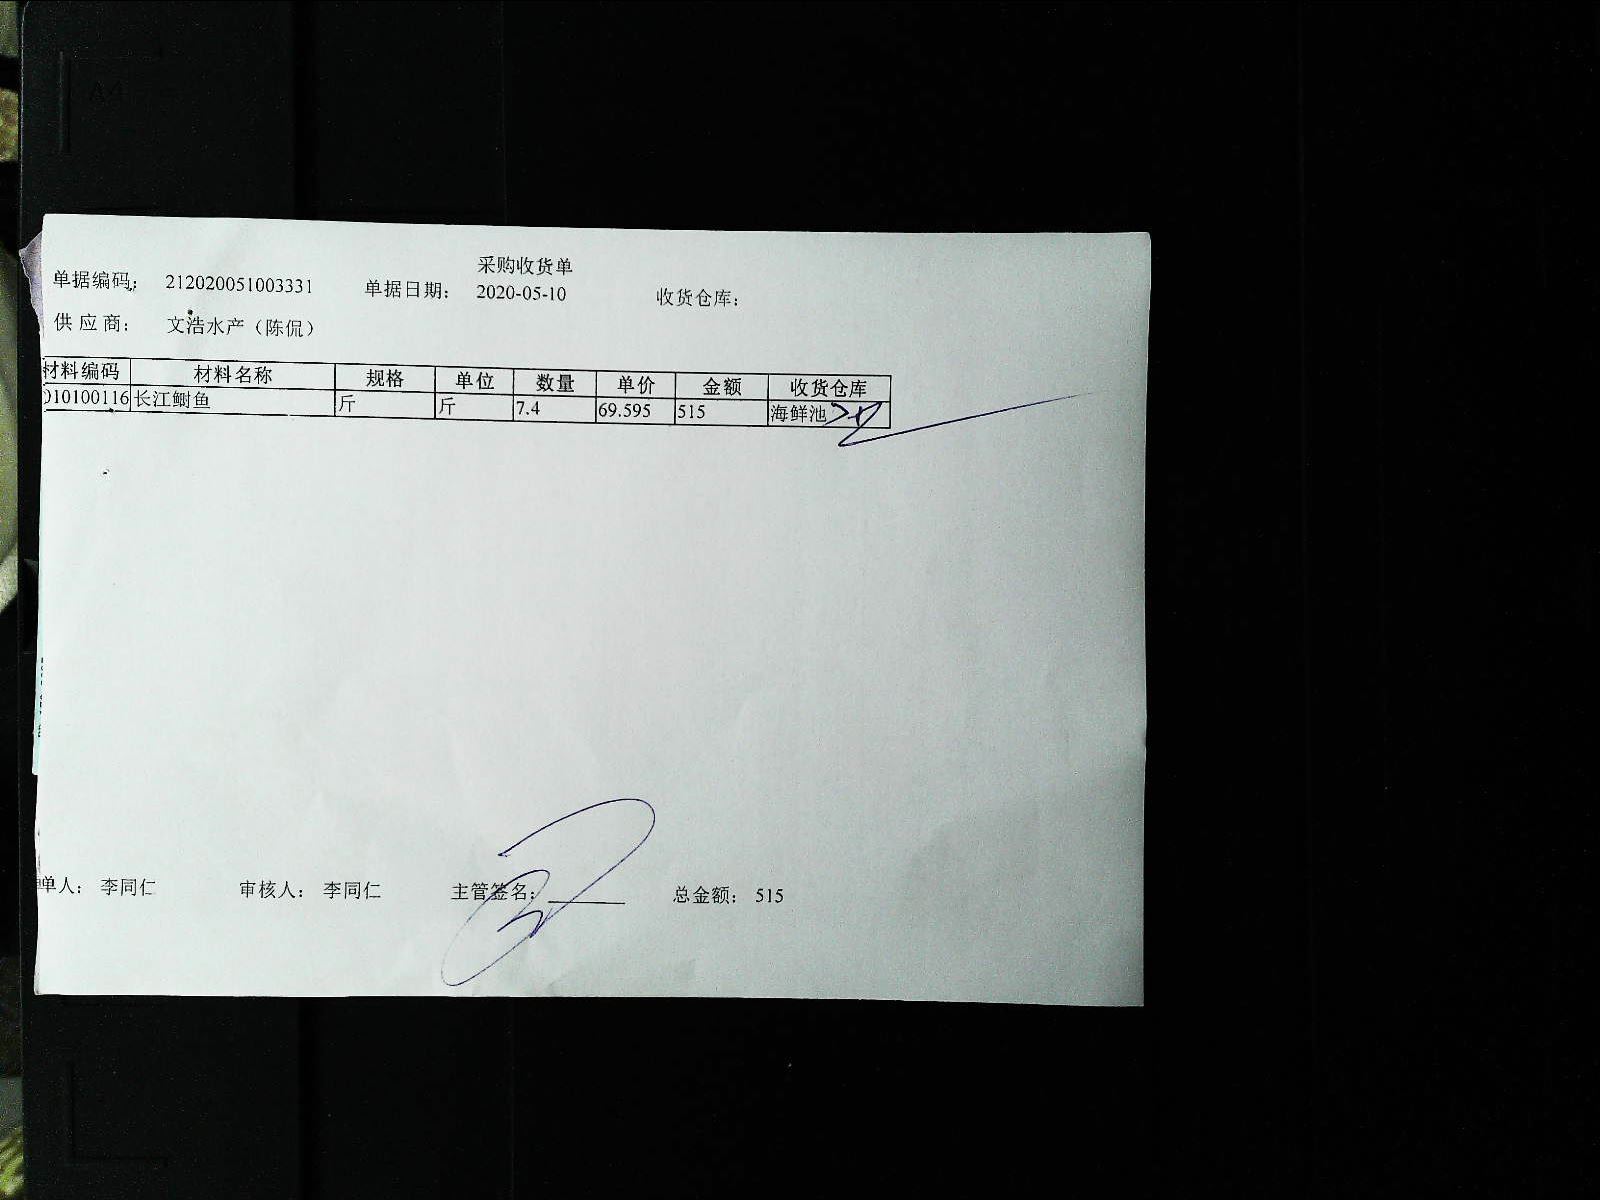 采购收货单
单据编码: 212020051003331 单据日期: 2020-05-10 收货仓库:
供应商: 文浩水产（陈侃）
材料编码 材料名称 规格 单位 数量 单价 金额 收货仓库
010100116 长江鲥鱼 斤 斤 7.4 69.595 515 海鲜池
单人: 李同仁 审核人: 李同仁 主管签名: 总金额: 515